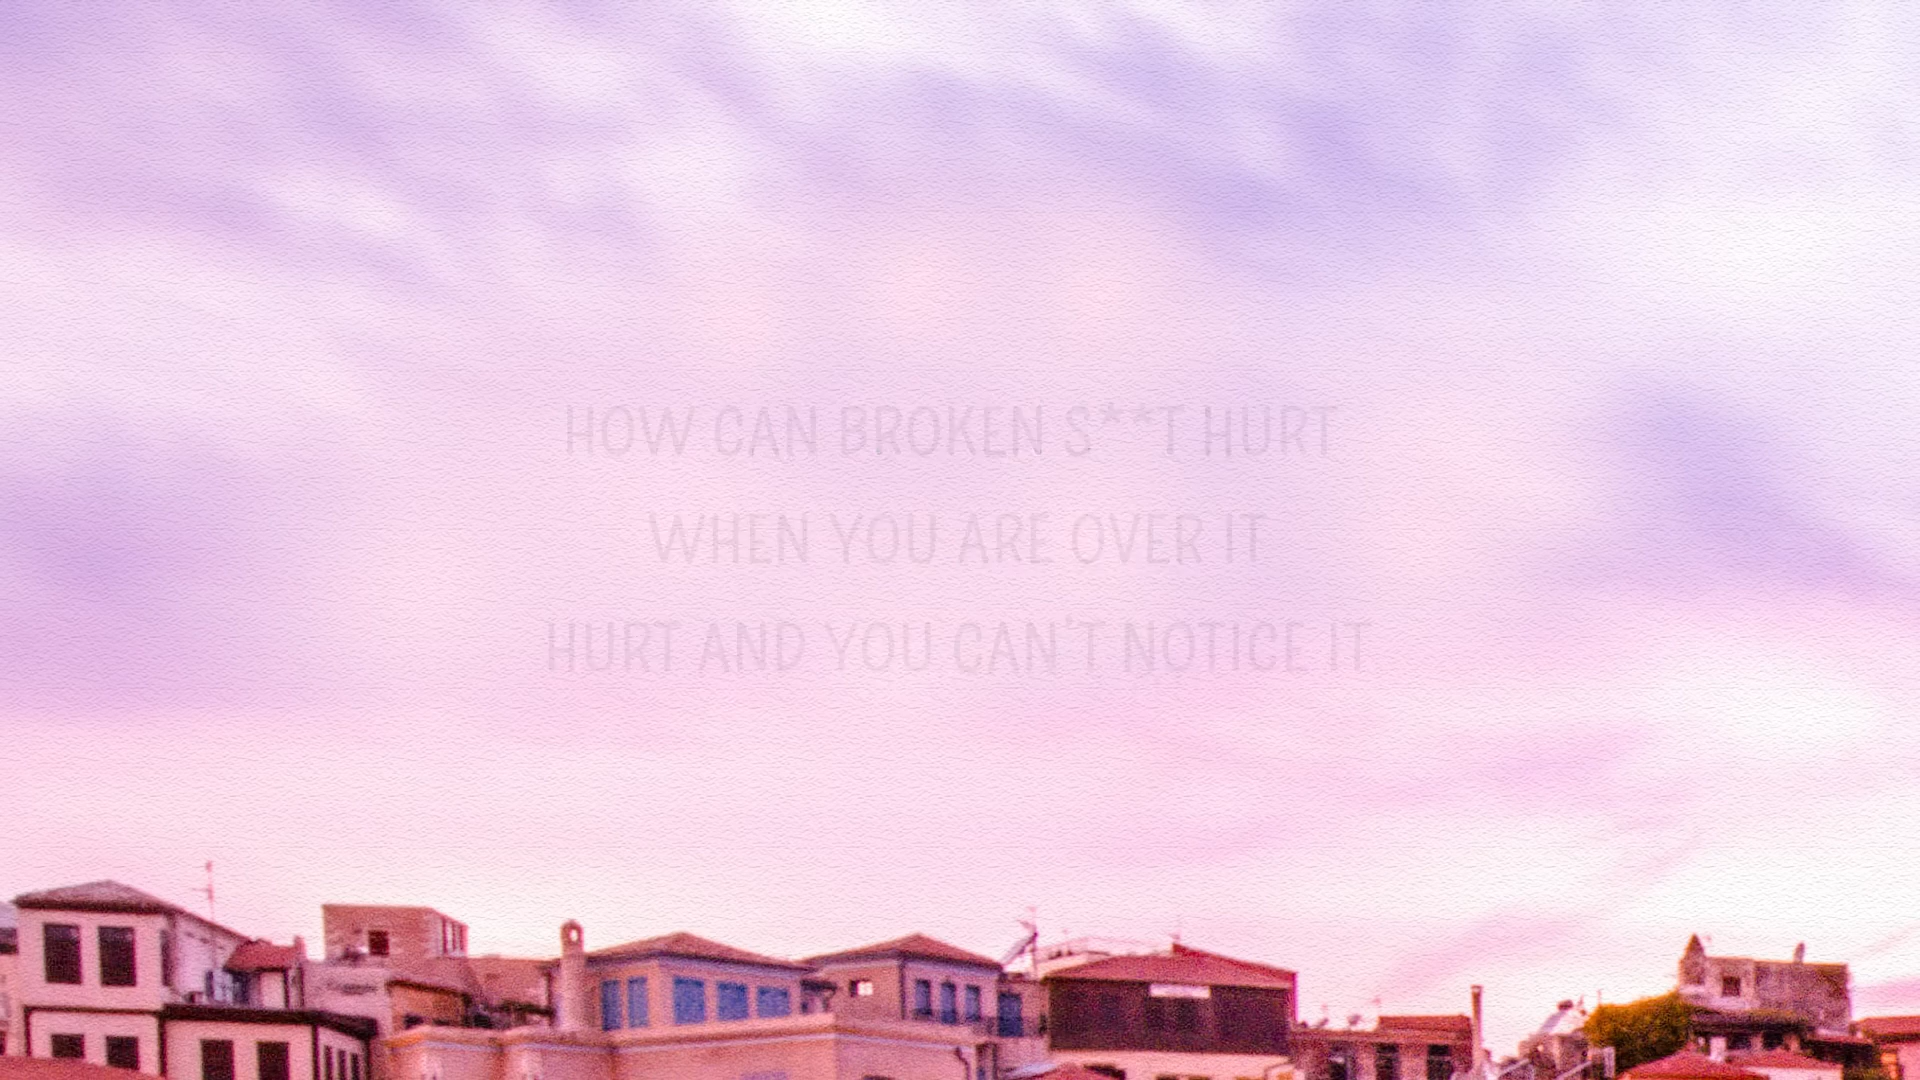 HOW CAN BROKEN S**T HURT
WHEN YOU ARE OVER IT
HURT AND YOU CAN'T NOTICE IT